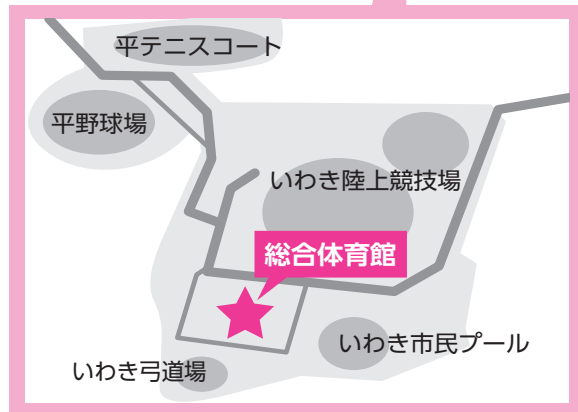 平テニスコート
平野球場
いわき陸上競技場
総合体育館
いわき市民プール
いわき弓道場